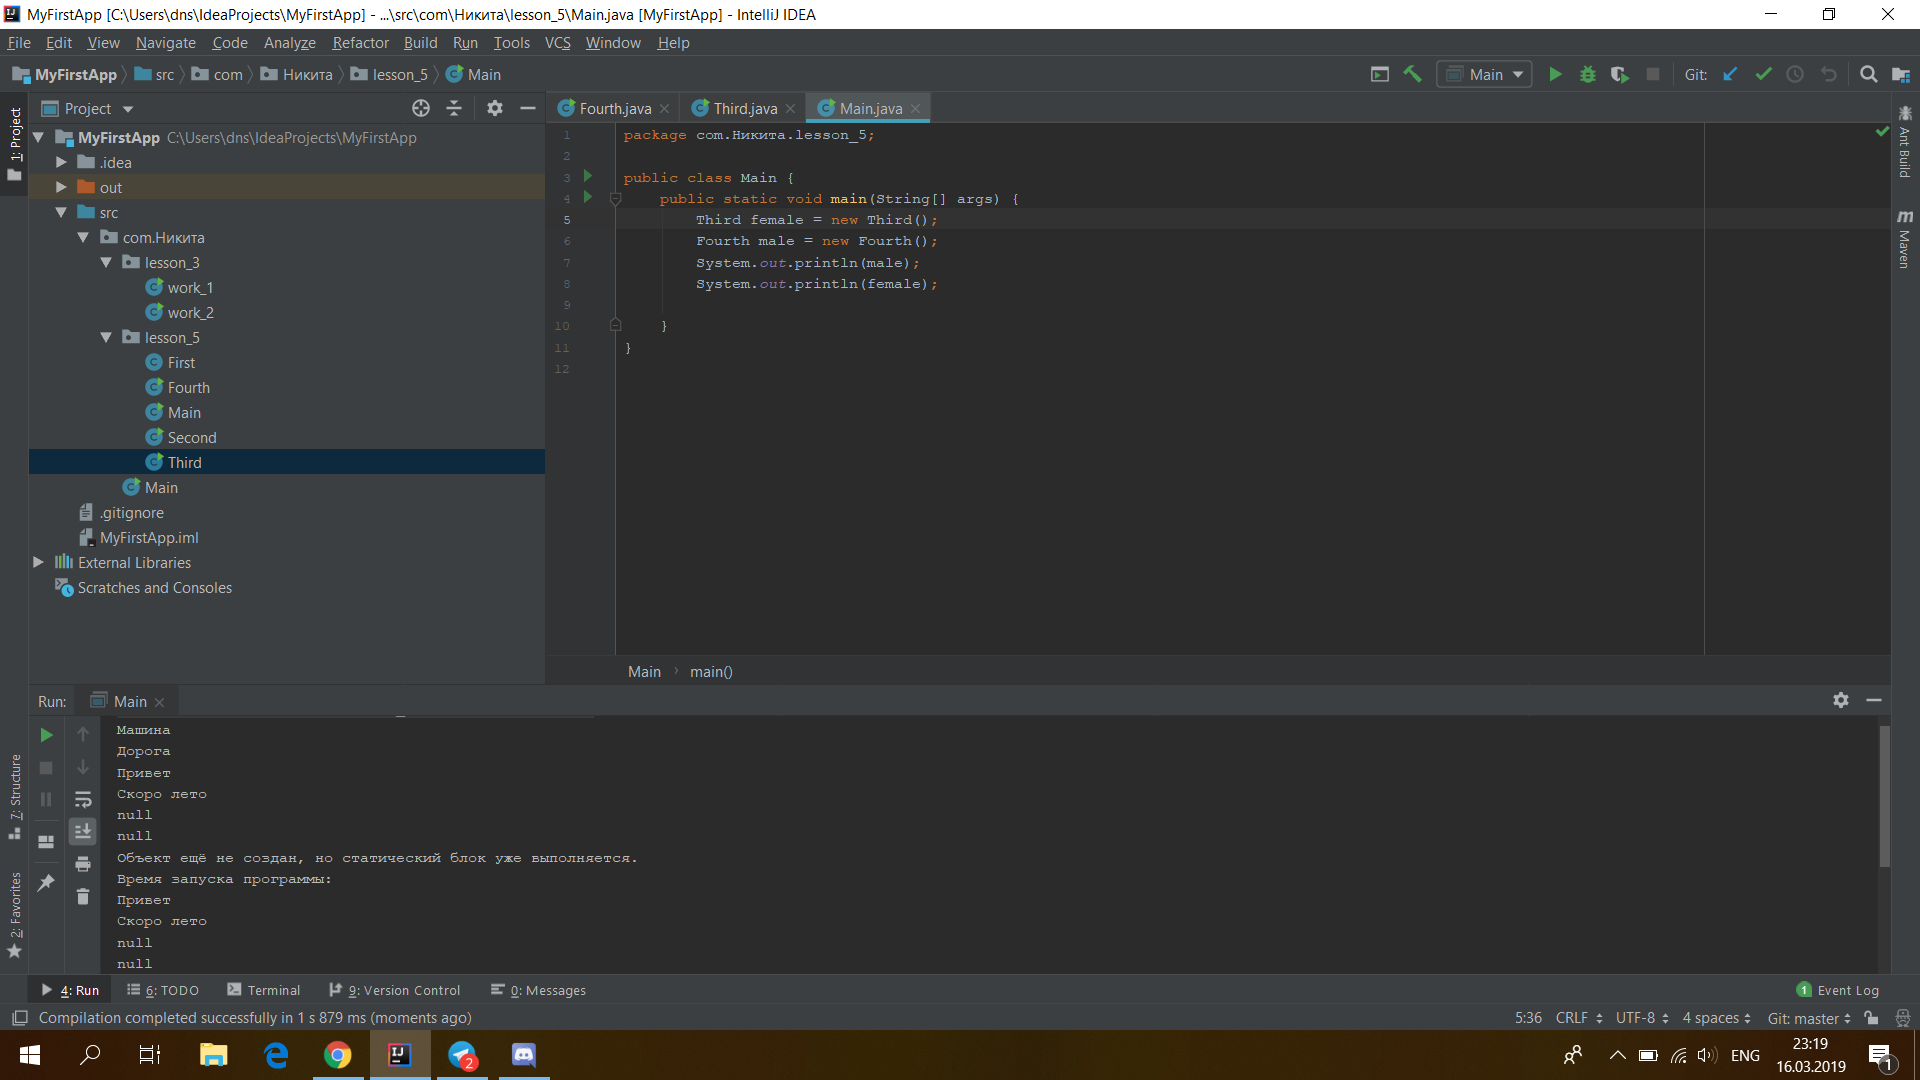 MyFirstApp [C:\Users\dns\IdeaProjects\MyFirstApp] - ...\src\com\Никита\lesson_5\Main.java [MyFirstApp] - IntelliJ IDEA
File Edit View Navigate Code Analyze Refactor Build Run Tools VCS Window Help
MyFirstApp src com Никита lesson_5 Main
Main Git:
1: Project
Project
MyFirstApp C:\Users\dns\IdeaProjects\MyFirstApp
.idea
out
src
com.Никита
lesson_3
work_1
work_2
lesson_5
First
Fourth
Main
Second
Third
Main
.gitignore
MyFirstApp.iml
External Libraries
Scratches and Consoles
Fourth.java Third.java Main.java
1 package com.Никита.lesson_5;
2
3 public class Main {
4 public static void main(String[] args) {
5 Third female = new Third();
6 Fourth male = new Fourth();
7 System.out.println(male);
8 System.out.println(female);
9
10 }
11 }
12
Main main()
Ant Build
Maven
Run: Main
Машина
Дорога
Привет
Скоро лето
null
null
Объект ещё не создан, но статический блок уже выполняется.
Время запуска программы:
Привет
Скоро лето
null
null
7: Structure
2: Favorites
4: Run 6: TODO Terminal 9: Version Control 0: Messages 1 Event Log
Compilation completed successfully in 1 s 879 ms (moments ago) 5:36 CRLF UTF-8 4 spaces Git: master
2 ENG 23:19
16.03.2019 1